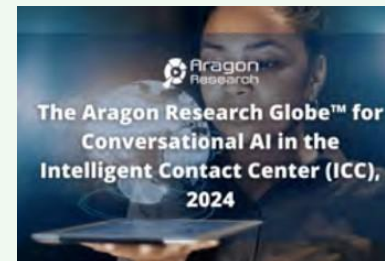 Aragon
Research
The Aragon Research Globe™ for
Conversational AI in the
Intelligent Contact Center (ICC),
2024